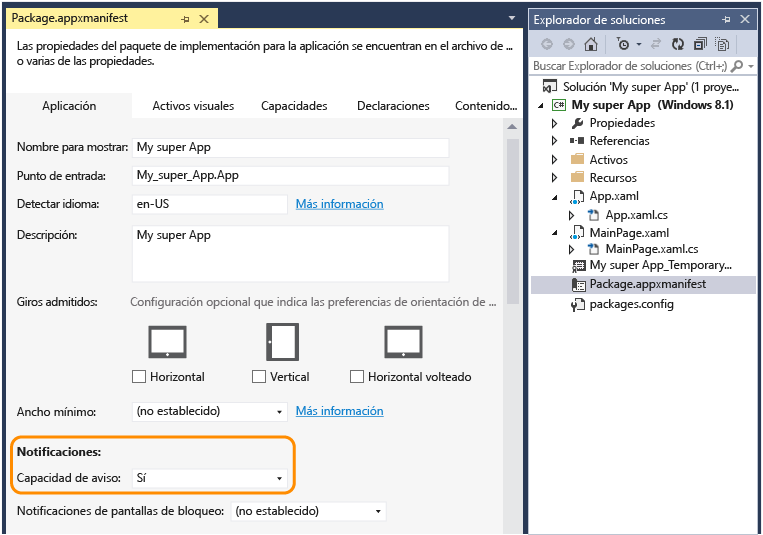 Package.appxmanifest
Las propiedades del paquete de implementación para la aplicación se encuentran en el archivo de ...
o varias de las propiedades.
Aplicación
Activos visuales
Capacidades
Declaraciones
Contenido...
Nombre para mostrar: My super App
Punto de entrada: My_super_App.App
Detectar idioma: en-US Más información
Descripción: My super App
Giros admitidos: Configuración opcional que indica las preferencias de orientación de ...
Horizontal
Vertical
Horizontal volteado
Ancho mínimo: (no establecido) Más información
Notificaciones:
Capacidad de aviso: Sí
Notificaciones de pantallas de bloqueo: (no establecido)
Explorador de soluciones
Buscar Explorador de soluciones (Ctrl+;)
Solución 'My super App' (1 proye...
C# My super App (Windows 8.1)
Propiedades
Referencias
Activos
Recursos
App.xaml
App.xaml.cs
MainPage.xaml
MainPage.xaml.cs
My super App_Temporary...
Package.appxmanifest
packages.config